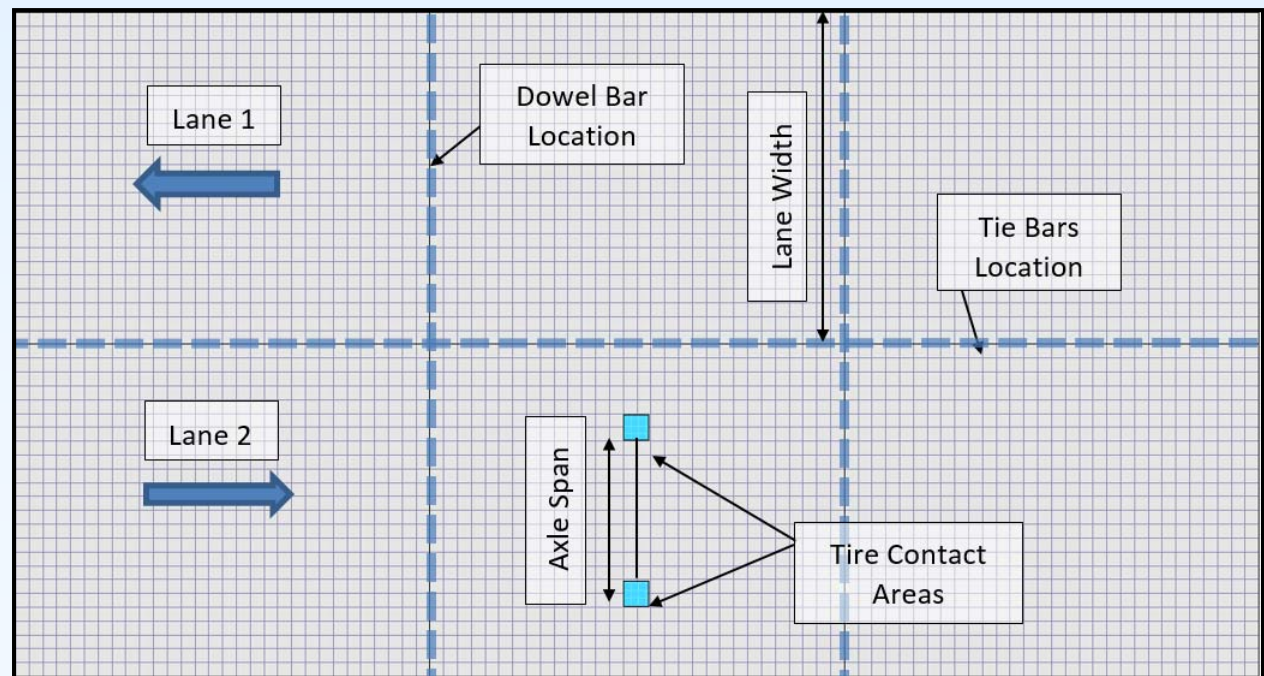 Lane 1
Dowel Bar
Location
Lane Width
Tie Bars
Location
Lane 2
Axle Span
Tire Contact
Areas